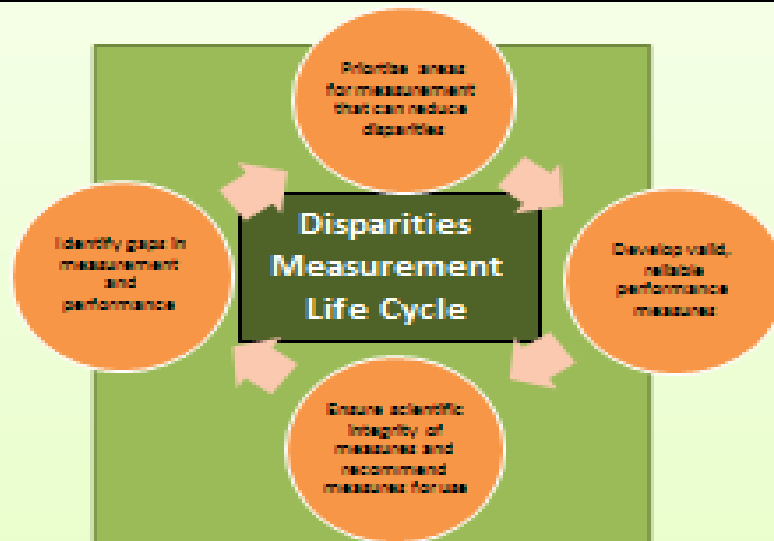 Prioritize areas
for measurement
that can reduce
disparities
Disparities
Measurement
Life Cycle
Identify gaps in
measurement
and
performance
Develop valid,
reliable
performance
measures
Ensure scientific
integrity of
measures and
recommend
measures for use